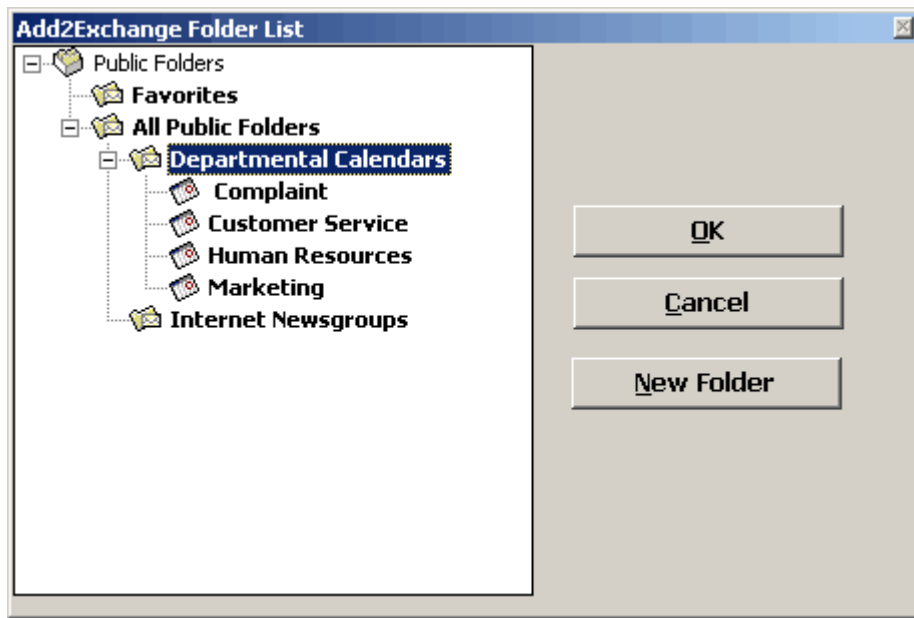 Add2Exchange Folder List
Public Folders
Favorites
All Public Folders
Departmental Calendars
Complaint
Customer Service
Human Resources
Marketing
Internet Newsgroups
OK
Cancel
New Folder